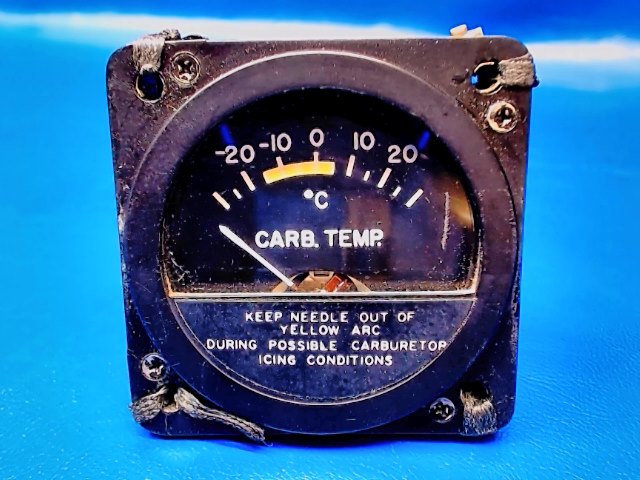 -20 -10 0 10 20
°C
CARB. TEMP.
KEEP NEEDLE OUT OF
YELLOW ARC
DURING POSSIBLE CARBURETOR
ICING CONDITIONS